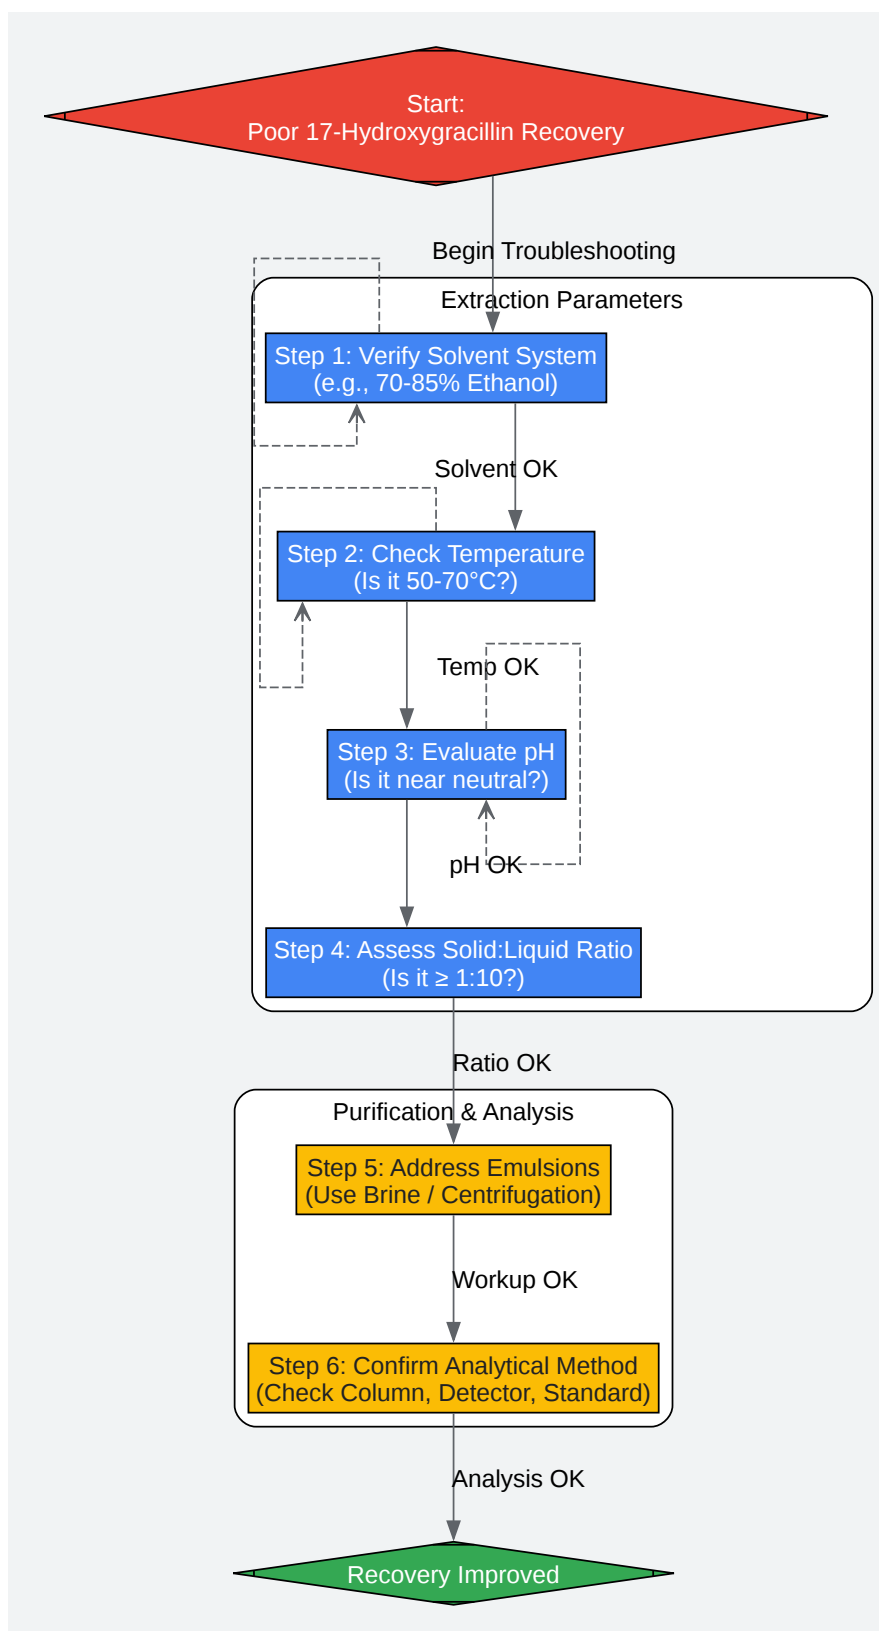 Start:
Poor 17-Hydroxygracillin Recovery
Begin Troubleshooting
Extraction Parameters
Step 1: Verify Solvent System
(e.g., 70-85% Ethanol)
Solvent OK
Step 2: Check Temperature
(Is it 50-70°C?)
Temp OK
Step 3: Evaluate pH
(Is it near neutral?)
pH OK
Step 4: Assess Solid:Liquid Ratio
(Is it ≥ 1:10?)
Ratio OK
Purification & Analysis
Step 5: Address Emulsions
(Use Brine / Centrifugation)
Workup OK
Step 6: Confirm Analytical Method
(Check Column, Detector, Standard)
Analysis OK
Recovery Improved